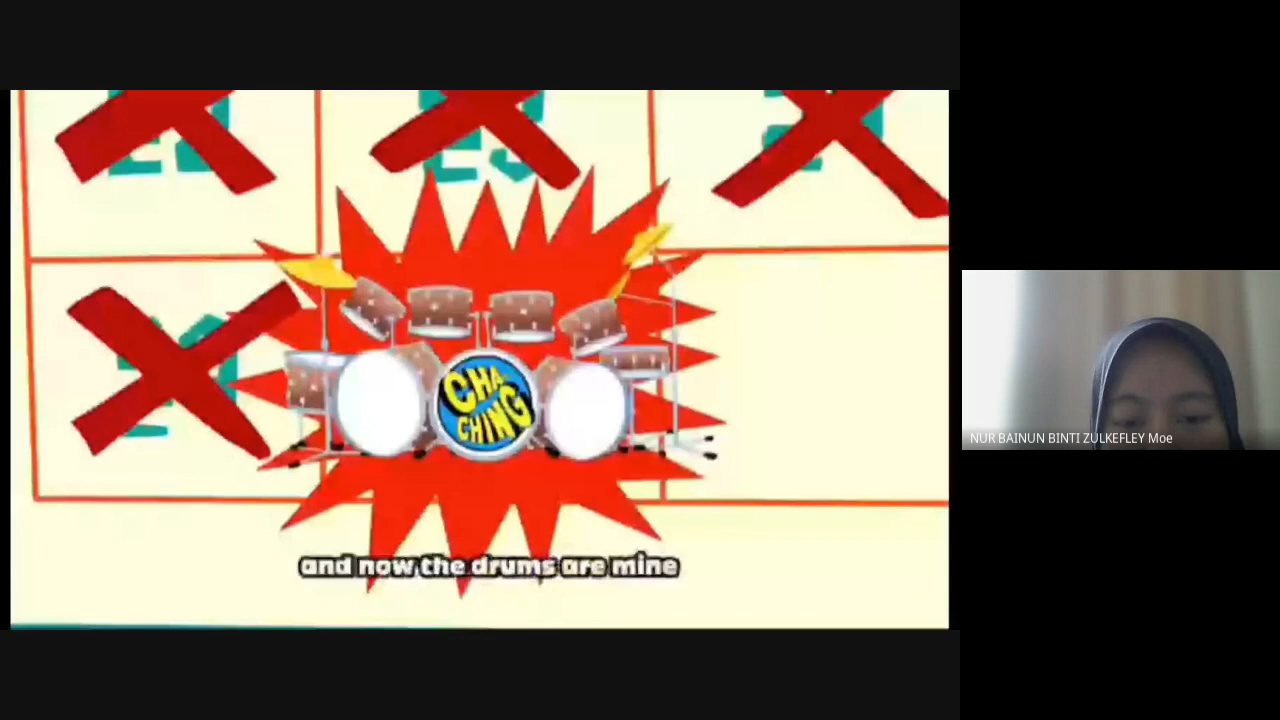 CHA-
CHING
and now the drums are mine
NUR BAINUN BINTI ZULKEFLEY Moe